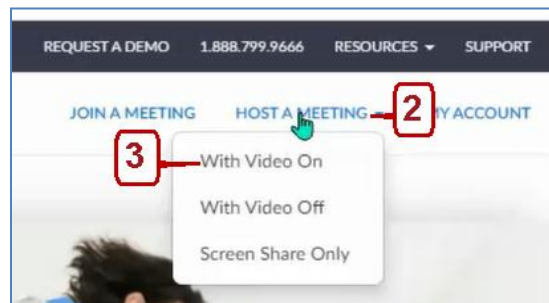 REQUEST A DEMO 1.888.799.9666 RESOURCES SUPPORT
JOIN A MEETING HOST A MEETING 2 MY ACCOUNT
3 With Video On
With Video Off
Screen Share Only